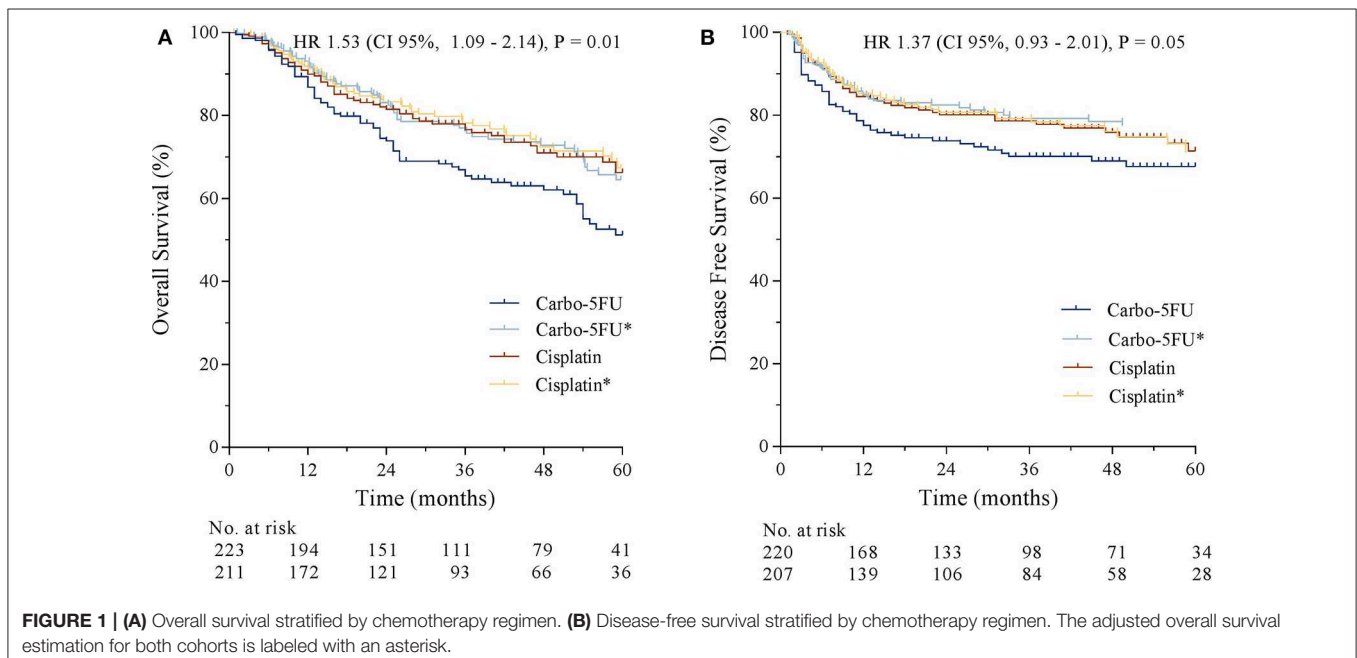 A
HR 1.53 (CI 95%, 1.09 - 2.14), P = 0.01
Overall Survival (%)
100
80
60
40
20
0
Carbo-5FU
Carbo-5FU*
Cisplatin
Cisplatin*
0 12 24 36 48 60
Time (months)
No. at risk
223 194 151 111 79 41
211 172 121 93 66 36
B
HR 1.37 (CI 95%, 0.93 - 2.01), P = 0.05
Disease Free Survival (%)
100
80
60
40
20
0
Carbo-5FU
Carbo-5FU*
Cisplatin
Cisplatin*
0 12 24 36 48 60
Time (months)
No. at risk
220 168 133 98 71 34
207 139 106 84 58 28
FIGURE 1 | (A) Overall survival stratified by chemotherapy regimen. (B) Disease-free survival stratified by chemotherapy regimen. The adjusted overall survival
estimation for both cohorts is labeled with an asterisk.